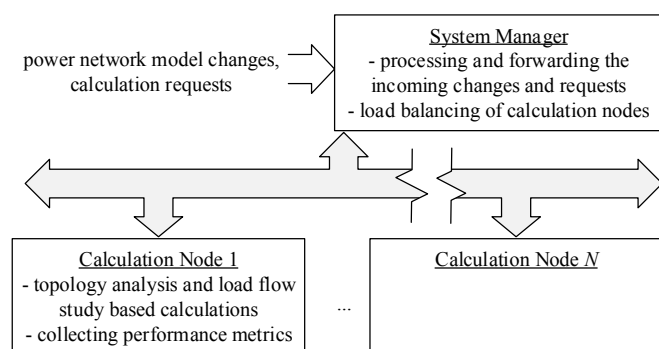 power network model changes,
calculation requests
System Manager
- processing and forwarding the
incoming changes and requests
- load balancing of calculation nodes
Calculation Node 1
- topology analysis and load flow
study based calculations
- collecting performance metrics
...
Calculation Node N